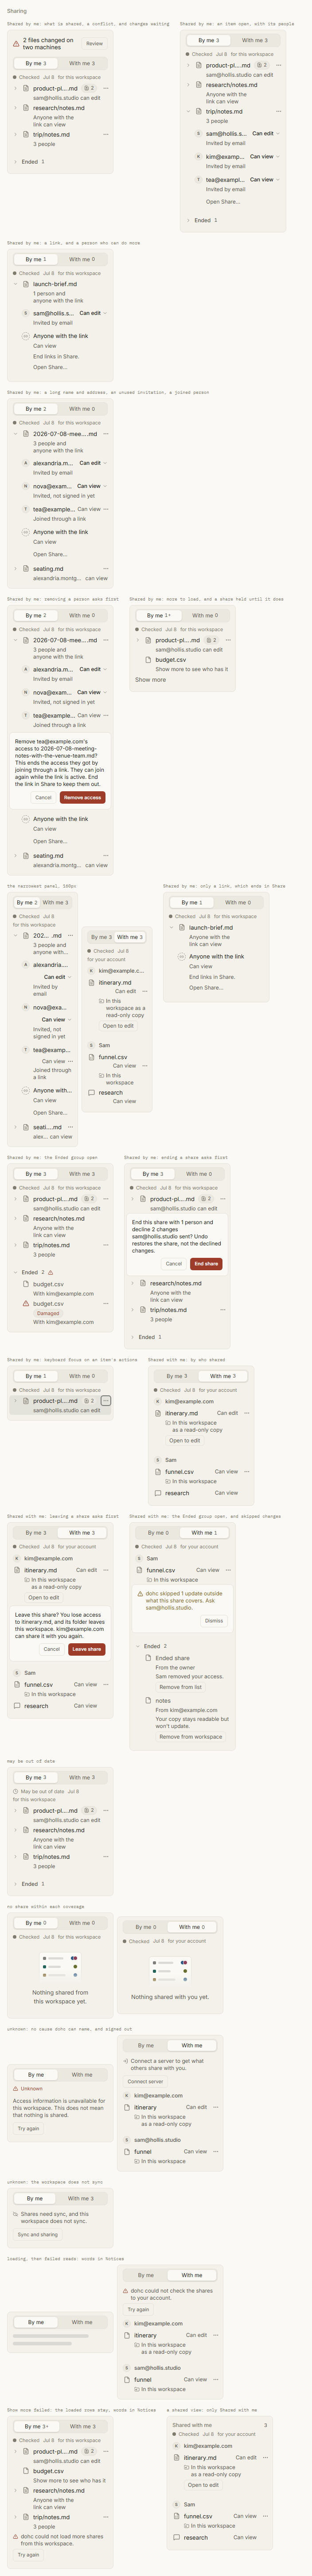 Sharing
Shared by me: what is shared, a conflict, and changes waiting
2 files changed on
two machines
Review
By me 3
With me 3
Checked Jul 8 for this workspace
product-pl....md
2
sam@hollis.studio can edit
research/notes.md
Anyone with the
link can view
trip/notes.md
3 people
Ended 1
Shared by me: an item open, with its people
By me 3
With me 3
Checked Jul 8 for this workspace
product-pl....md
2
sam@hollis.studio can edit
research/notes.md
Anyone with the
link can view
trip/notes.md
3 people
S
sam@hollis.s...
Can edit
Invited by email
K
kim@examp...
Can view
Invited by email
T
tea@exampl...
Can view
Invited by email
Open Share...
Ended 1
Shared by me: a link, and a person who can do more
By me 1
With me 0
Checked Jul 8 for this workspace
launch-brief.md
1 person and
anyone with the link
S
sam@hollis.s...
Can edit
Invited by email
Anyone with the link
Can view
End links in Share.
Open Share...
Shared by me: a long name and address, an unused invitation, a joined person
By me 2
With me 0
Checked Jul 8 for this workspace
2026-07-08-mee....md
3 people and
anyone with the link
A
alexandria.m...
Can edit
Invited by email
N
nova@exam...
Can view
Invited, not signed in yet
T
tea@example...
Can view
Joined through a link
Anyone with the link
Can view
Open Share...
seating.md
alexandria.montg... can view
Shared by me: removing a person asks first
By me 2
With me 0
Checked Jul 8 for this workspace
2026-07-08-mee....md
3 people and
anyone with the link
A
alexandria.m...
Can edit
Invited by email
N
nova@exam...
Can view
Invited, not signed in yet
T
tea@example...
Can view
Joined through a link
Remove tea@example.com's
access to 2026-07-08-meeting-
notes-with-the-venue-team.md?
This ends the access they got by
joining through a link. They can join
again while the link is active. End
the link in Share to keep them out.
Cancel
Remove access
Anyone with the link
Can view
Open Share...
seating.md
alexandria.montg... can view
Shared by me: more to load, and a share held until it does
By me 1+
With me 0
Checked Jul 8 for this workspace
product-pl....md
2
sam@hollis.studio can edit
budget.csv
Show more to see who has it
Show more
the narrowest panel, 200px
By me 2
With me 3
Checked Jul 8
for this workspace
202... .md
3 people and
anyone with...
A
alexandria....
Can edit
Invited by
email
N
nova@exa...
Can view
Invited, not
signed in yet
T
tea@examp...
Can view
Joined through
a link
Anyone with...
Can view
Open Share...
seati....md
alex... can view
By me 3
With me 3
Checked Jul 8
for your account
K
kim@example.c...
itinerary.md
Can edit
In this
workspace as a
read-only copy
Open to edit
S
Sam
funnel.csv
Can view
In this
workspace
research
Can view
Shared by me: only a link, which ends in Share
By me 1
With me 0
Checked Jul 8 for this workspace
launch-brief.md
Anyone with the
link can view
Anyone with the link
Can view
End links in Share.
Open Share...
Shared by me: the Ended group open
By me 3
With me 3
Checked Jul 8 for this workspace
product-pl....md
2
sam@hollis.studio can edit
research/notes.md
Anyone with the
link can view
trip/notes.md
3 people
Ended 2
budget.csv
With kim@example.com
budget.csv
Damaged
With kim@example.com
Shared by me: ending a share asks first
By me 3
With me 0
Checked Jul 8 for this workspace
product-pl....md
2
sam@hollis.studio can edit
End this share with 1 person and
decline 2 changes
sam@hollis.studio sent? Undo
restores the share, not the declined
changes.
Cancel
End share
research/notes.md
Anyone with the
link can view
trip/notes.md
3 people
Ended 1
Shared by me: keyboard focus on an item's actions
By me 1
With me 0
Checked Jul 8 for this workspace
product-pl....md
2
sam@hollis.studio can edit
Shared with me: by who shared
By me 3
With me 3
Checked Jul 8 for your account
K
kim@example.com
itinerary.md
Can edit
In this workspace
as a read-only copy
Open to edit
S
Sam
funnel.csv
Can view
In this workspace
research
Can view
Shared with me: leaving a share asks first
By me 3
With me 3
Checked Jul 8 for your account
K
kim@example.com
itinerary.md
Can edit
In this workspace
as a read-only copy
Open to edit
Leave this share? You lose access
to itinerary.md, and its folder leaves
this workspace. kim@example.com
can share it with you again.
Cancel
Leave share
S
Sam
funnel.csv
Can view
In this workspace
research
Can view
Shared with me: the Ended group open, and skipped changes
By me 0
With me 1
Checked Jul 8 for your account
S
Sam
funnel.csv
Can view
In this workspace
dohc skipped 1 update outside
what this share covers. Ask
sam@hollis.studio.
Dismiss
Ended 2
Ended share
From the owner
Sam removed your access.
Remove from list
notes
From kim@example.com
Your copy stays readable but
won't update.
Remove from workspace
may be out of date
By me 3
With me 3
May be out of date Jul 8
for this workspace
product-pl....md
2
sam@hollis.studio can edit
research/notes.md
Anyone with the
link can view
trip/notes.md
3 people
Ended 1
no share within each coverage
By me 0
With me 0
Checked Jul 8 for this workspace
Nothing shared from
this workspace yet.
By me 0
With me 0
Checked Jul 8 for your account
Nothing shared with you yet.
unknown: no cause dohc can name, and signed out
By me
With me
Unknown
Access information is unavailable for
this workspace. This does not mean
that nothing is shared.
Try again
By me
With me
Connect a server to get what
others share with you.
Connect server
K
kim@example.com
itinerary
Can edit
In this workspace
S
sam@hollis.studio
funnel
Can view
In this workspace
unknown: the workspace does not sync
By me
With me 3
Shares need sync, and this
workspace does not sync.
Sync and sharing
loading, then failed reads: words in Notices
By me
With me
By me
With me
dohc could not check the shares
to your account.
Try again
K
kim@example.com
itinerary
Can edit
In this workspace
S
sam@hollis.studio
funnel
Can view
In this workspace
Show more failed: the loaded rows stay, words in Notices
By me 3+
With me 3
Checked Jul 8 for this workspace
product-pl....md
2
sam@hollis.studio can edit
budget.csv
Show more to see who has it
research/notes.md
Anyone with the
link can view
trip/notes.md
3 people
dohc could not load more shares
from this workspace.
Try again
a shared view: only Shared with me
Shared with me
3
Checked Jul 8 for your account
K
kim@example.com
itinerary.md
Can edit
In this workspace
as a read-only copy
Open to edit
S
Sam
funnel.csv
Can view
In this workspace
research
Can view